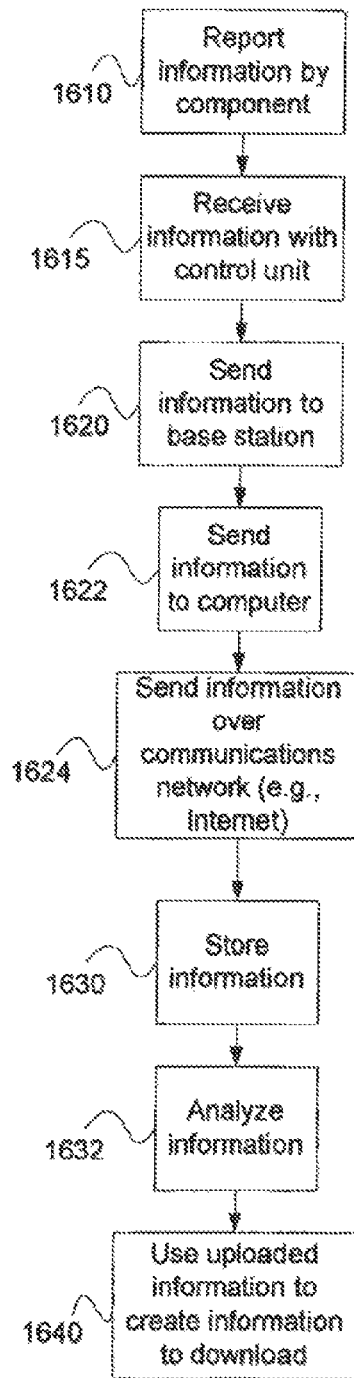 Report
information by
component
1610
Receive
information with
control unit
1615
Send
information to
base station
1620
Send
information
to computer
1622
Send information
over
communications
network (e.g.,
Internet)
1624
Store
information
1630
Analyze
information
1632
Use uploaded
information to
create information
to download
1640